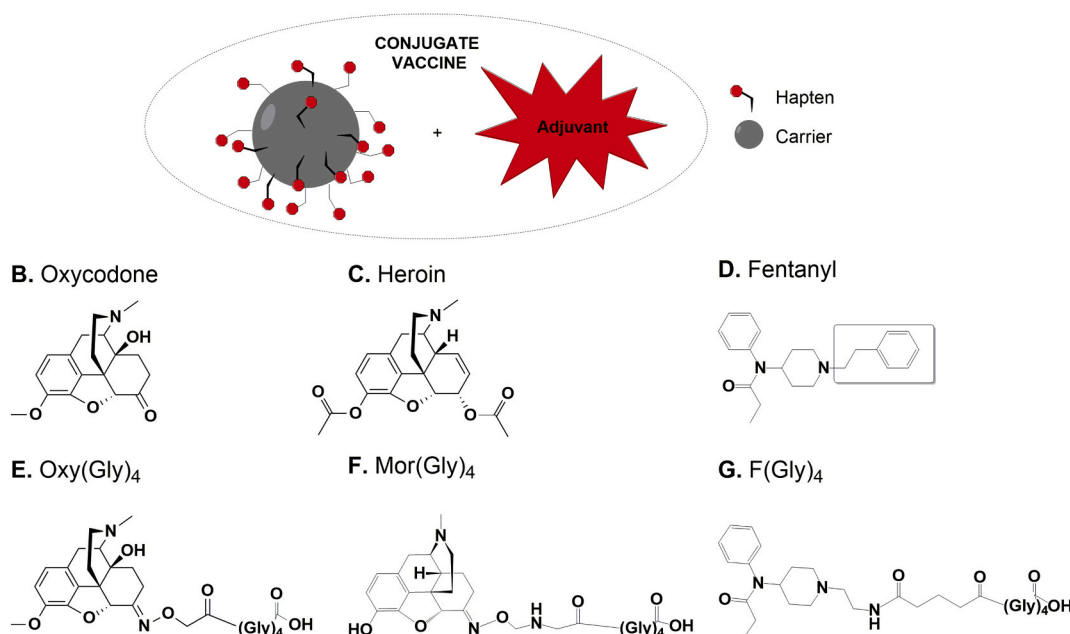 CONJUGATE
VACCINE
Hapten
Carrier
+
Adjuvant
B. Oxycodone
C. Heroin
D. Fentanyl
N
OH
O
O
O
N
H
O
O
O
O
O
N
O
N
E. Oxy(Gly)4
F. Mor(Gly)4
G. F(Gly)4
N
OH
O
O
O
N
O
(Gly)4
O
OH
N
H
HO
O
N
O
H
N
O
(Gly)4
O
OH
N
O
N
N
H
O
O
(Gly)4
O
OH